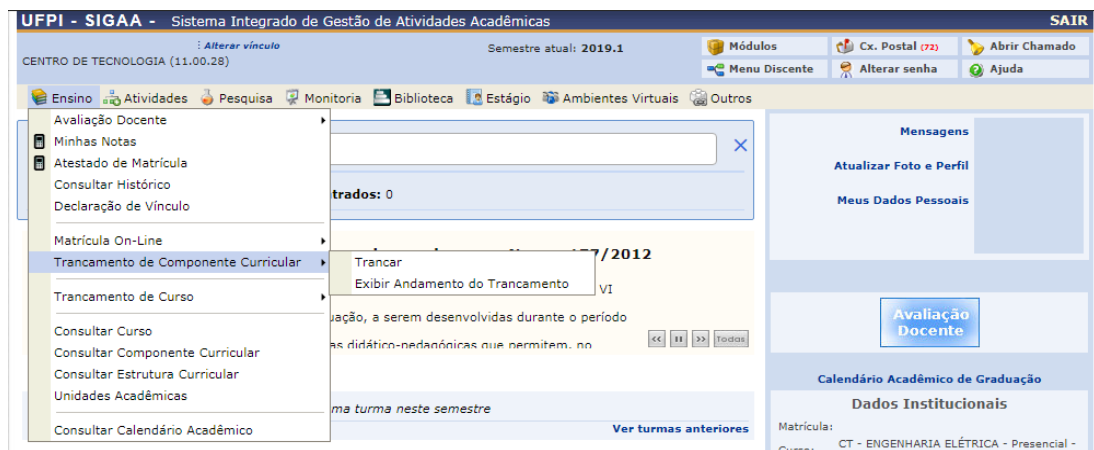 UFPI - SIGAA - Sistema Integrado de Gestão de Atividades Acadêmicas SAIR
Alterar vínculo
Semestre atual: 2019.1
CENTRO DE TECNOLOGIA (11.00.28)
Módulos Cx. Postal (72) Abrir Chamado
Menu Discente Alterar senha Ajuda
Ensino Atividades Pesquisa Monitoria Biblioteca Estágio Ambientes Virtuais Outros
Avaliação Docente
Minhas Notas
Atestado de Matrícula
Consultar Histórico
Declaração de Vínculo
Matrícula On-Line
Trancamento de Componente Curricular
Trancamento de Curso
Consultar Curso
Consultar Componente Curricular
Consultar Estrutura Curricular
Unidades Acadêmicas
Consultar Calendário Acadêmico
Trancar
Exibir Andamento do Trancamento
trados: 0
/2012
VI
uação, a serem desenvolvidas durante o período
as didático-pedagógicas que permitem, no
<< II >> Todas
ma turma neste semestre
Ver turmas anteriores
Mensagens
Atualizar Foto e Perfil
Meus Dados Pessoais
Avaliação
Docente
Calendário Acadêmico de Graduação
Dados Institucionais
Matrícula:
Curso: CT - ENGENHARIA ELÉTRICA - Presencial -